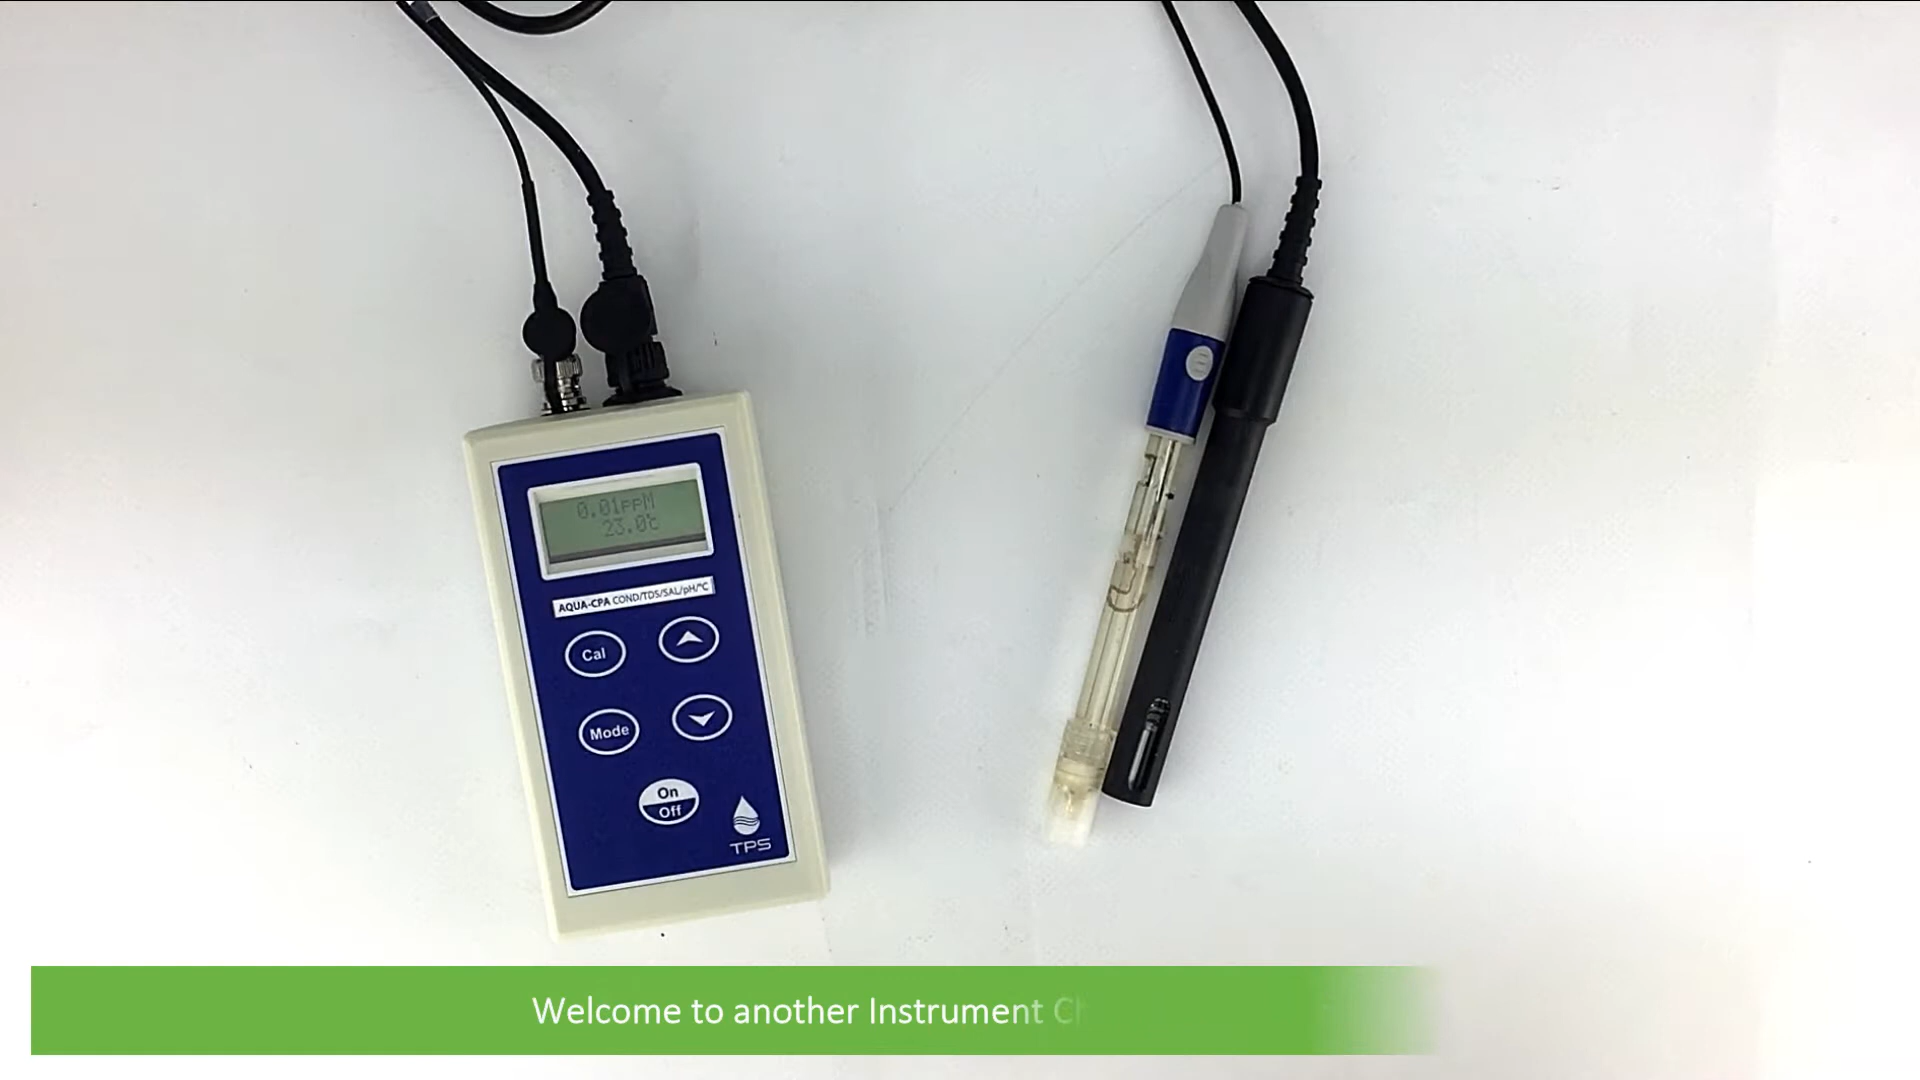 0.01ppM
23.0℃
AQUA-CPA COND/TDS/SAL/pH/°C
Cal
Mode
On
Off
TPS
Welcome to another Instrument